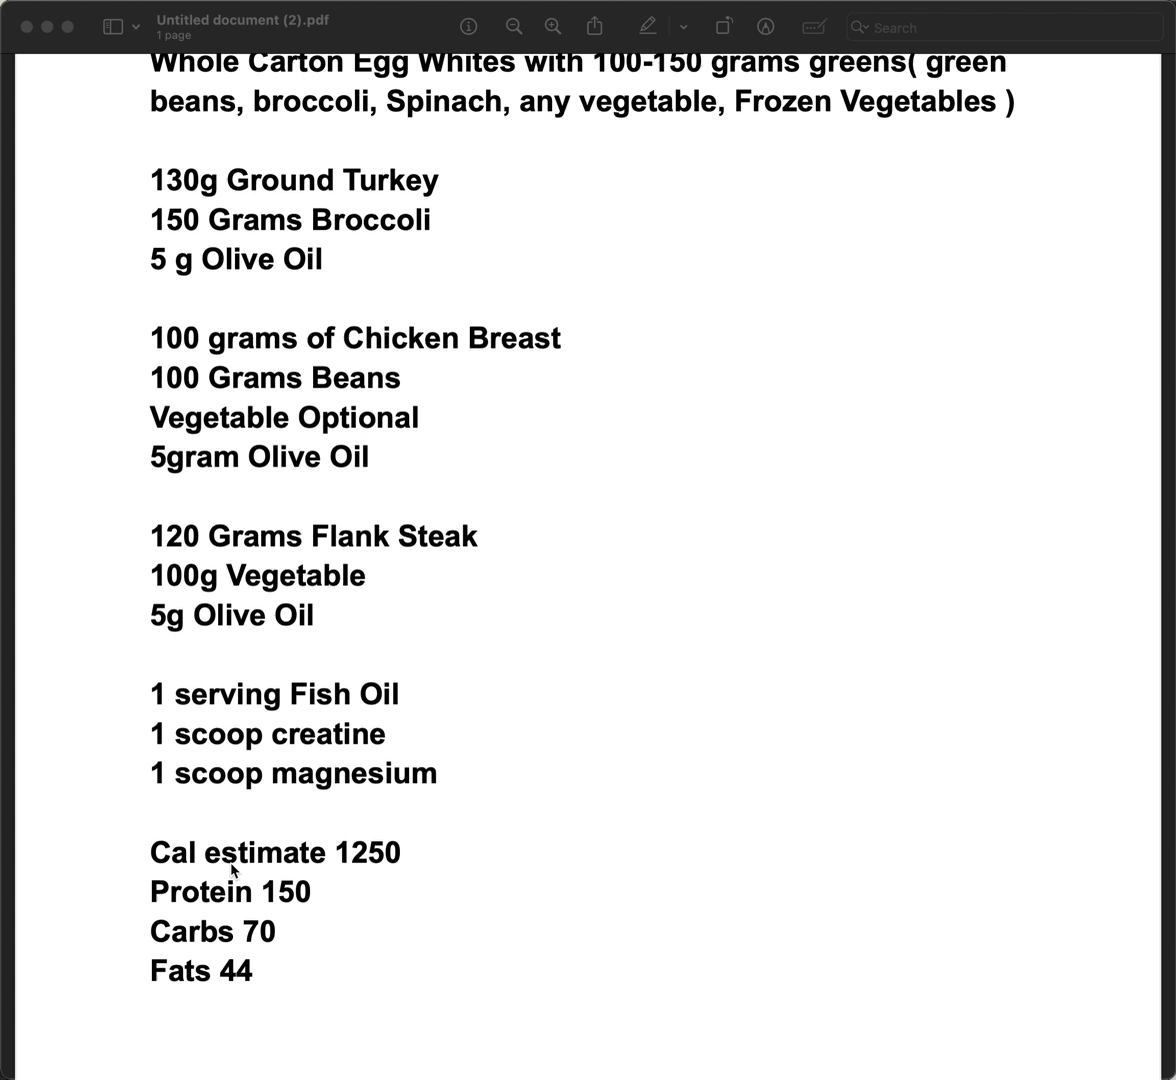 Untitled document (2).pdf
1 page
Search
Whole Carton Egg Whites with 100-150 grams greens( green
beans, broccoli, Spinach, any vegetable, Frozen Vegetables )
130g Ground Turkey
150 Grams Broccoli
5 g Olive Oil
100 grams of Chicken Breast
100 Grams Beans
Vegetable Optional
5gram Olive Oil
120 Grams Flank Steak
100g Vegetable
5g Olive Oil
1 serving Fish Oil
1 scoop creatine
1 scoop magnesium
Cal estimate 1250
Protein 150
Carbs 70
Fats 44